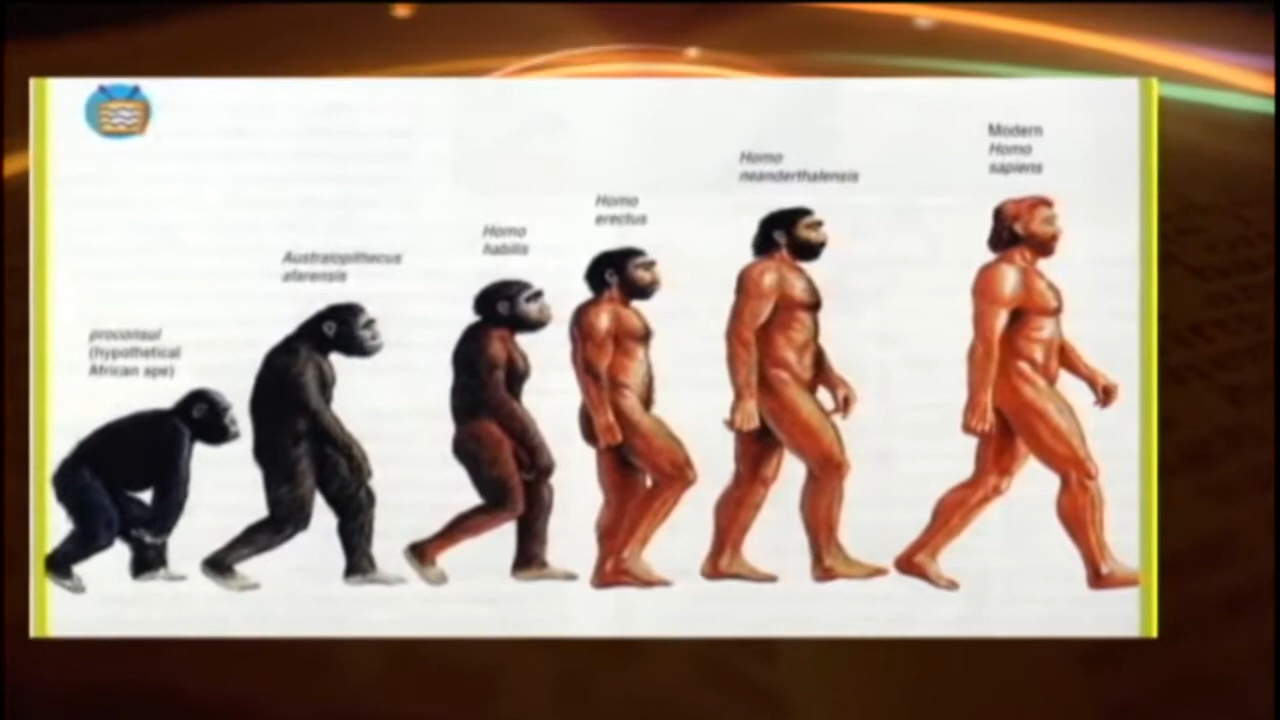 proconsul
(hypothetical
African ape)
Australopithecus
afarensis
Homo
habilis
Homo
erectus
Homo
neanderthalensis
Modern
Homo
sapiens